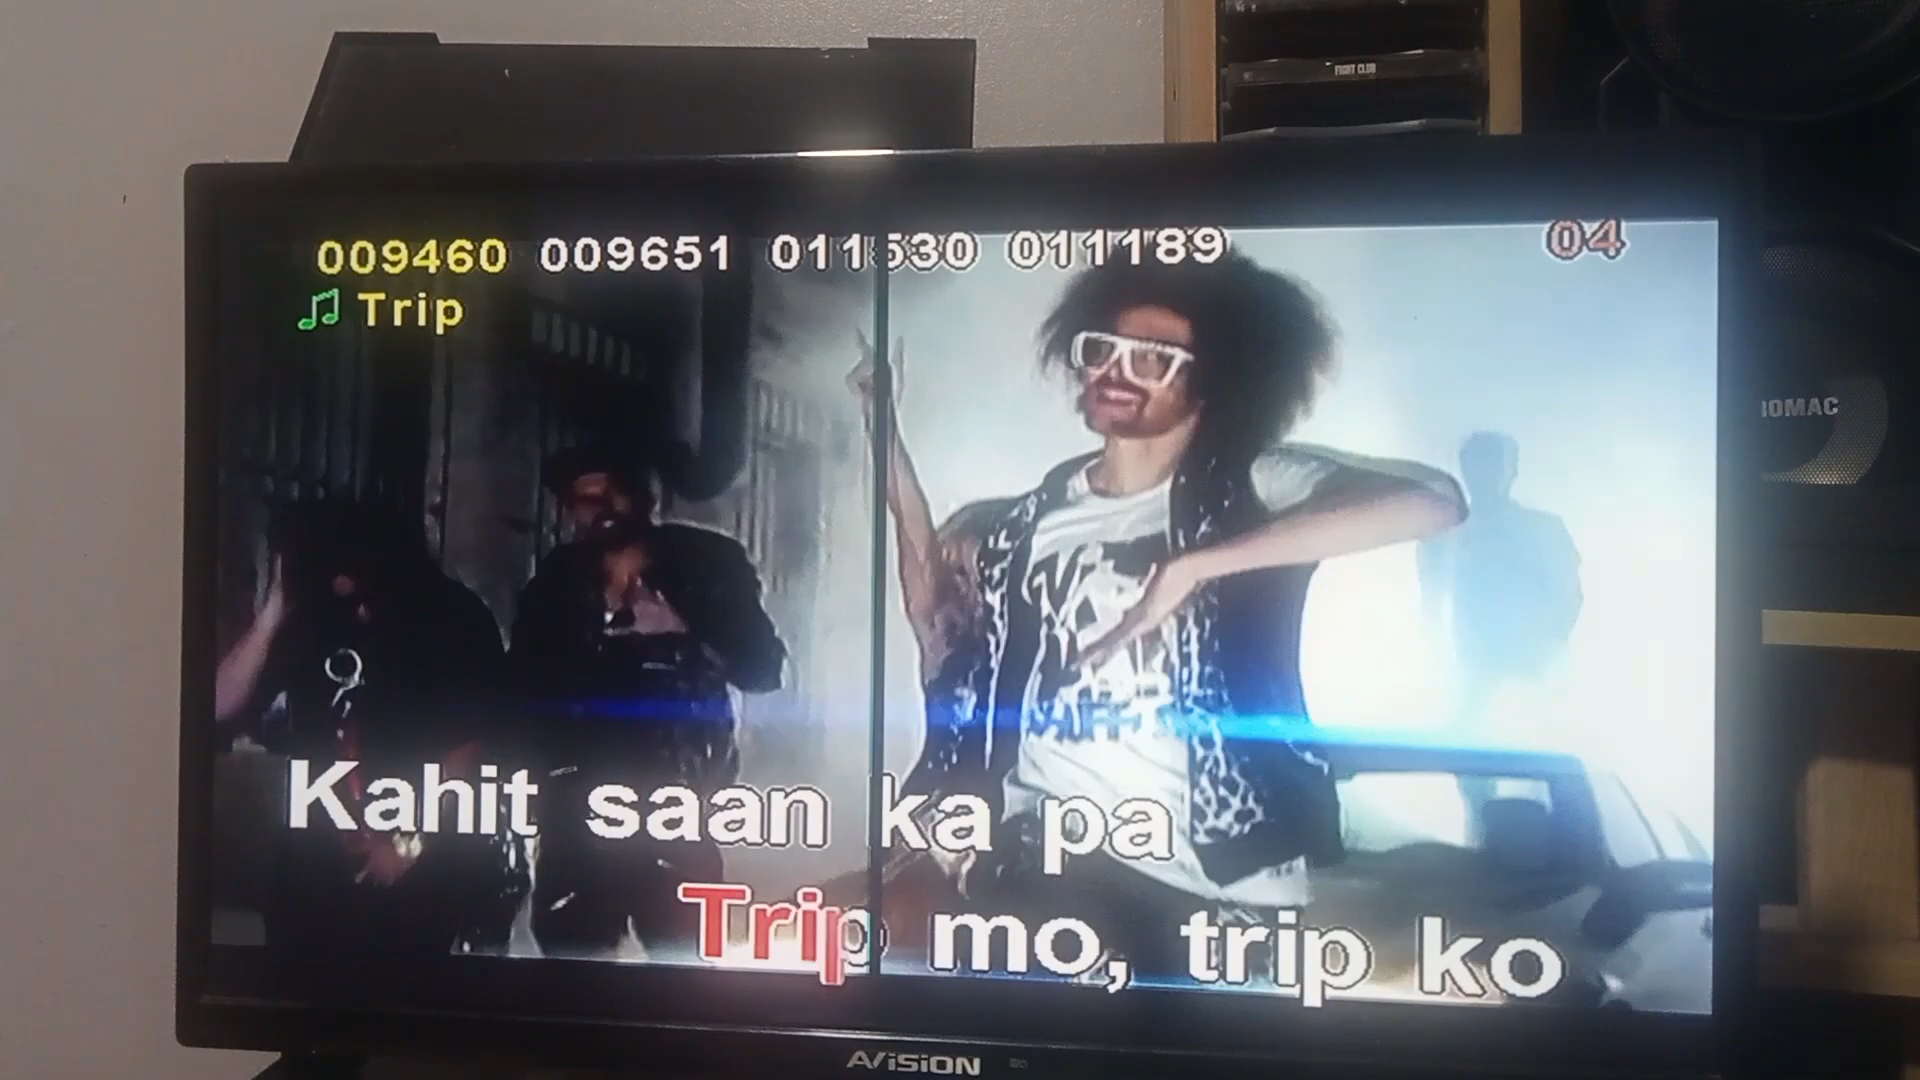 FIGHT CLUB
009460 009651 011530 011189 04
Trip
Kahit saan ka pa
Trip mo, trip ko
AViSiON